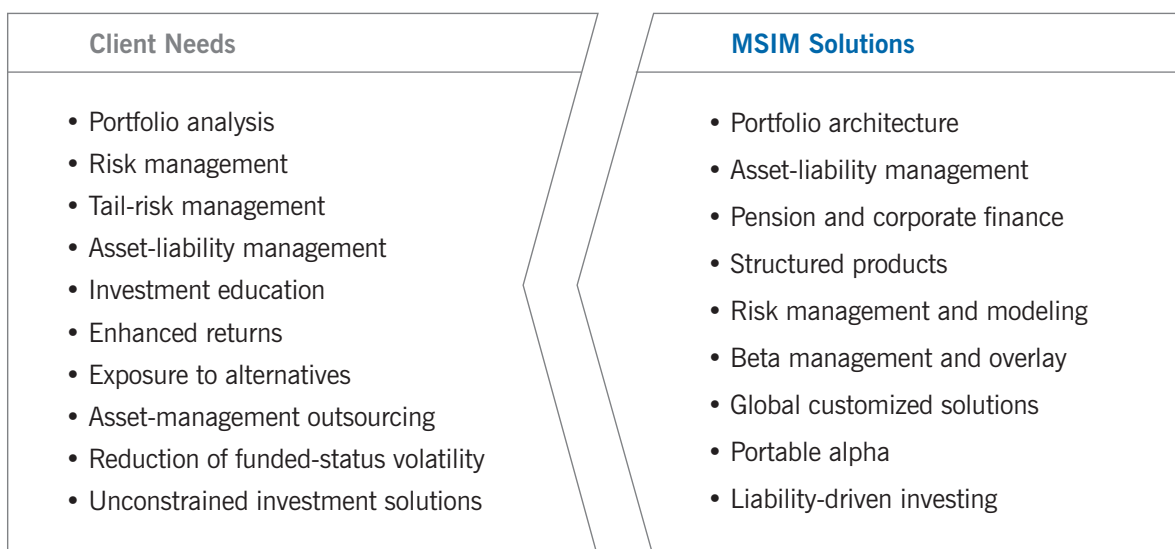 Client Needs
• Portfolio analysis
• Risk management
• Tail-risk management
• Asset-liability management
• Investment education
• Enhanced returns
• Exposure to alternatives
• Asset-management outsourcing
• Reduction of funded-status volatility
• Unconstrained investment solutions
MSIM Solutions
• Portfolio architecture
• Asset-liability management
• Pension and corporate finance
• Structured products
• Risk management and modeling
• Beta management and overlay
• Global customized solutions
• Portable alpha
• Liability-driven investing